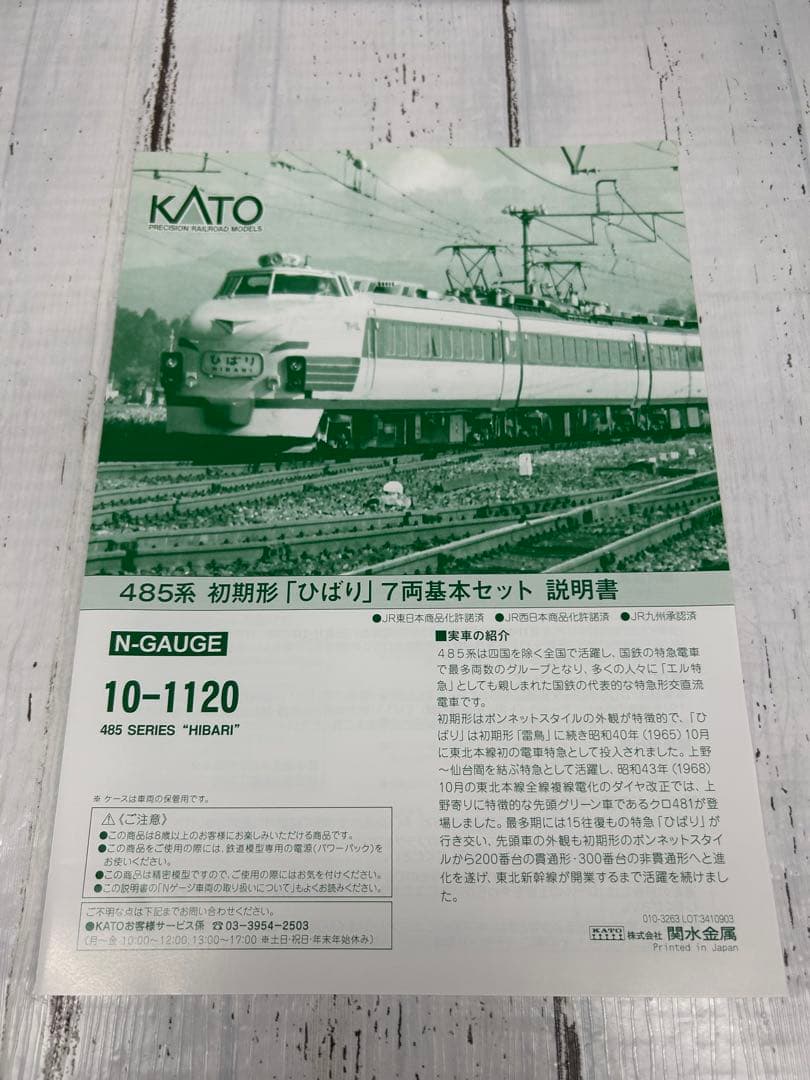 KATO
PRECISION RAILROAD MODELS
ひばり
HIBARI
485系 初期形「ひばり」7両基本セット 説明書
●JR東日本商品化許諾済 ●JR西日本商品化許諾済 ●JR九州承認済
N-GAUGE
10-1120
485 SERIES “HIBARI”
※ ケースは車両の保管用です。
⚠〈ご注意〉
●この商品は8歳以上のお客様にお楽しみいただける商品です。
●この商品をご使用の際には、鉄道模型専用の電源(パワーパック)を
お使いください。
●この商品は精密模型ですので、ご使用の際にはお気を付けください。
●この説明書の「Nゲージ車両の取り扱いについて」もよくお読みください。
ご不明な点は下記までお問い合わせください。
●KATOお客様サービス係 ☎03-3954-2503
(月〜金 10:00〜12:00, 13:00〜17:00 ※土日・祝日・年末年始休み)
■実車の紹介
485系は四国を除く全国で活躍し、国鉄の特急電車
で最多両数のグループとなり、多くの人々に「エル特
急」としても親しまれた国鉄の代表的な特急形交直流
電車です。
初期形はボンネットスタイルの外観が特徴的で、「ひ
ばり」は初期形「雷鳥」に続き昭和40年(1965)10月
に東北本線初の電車特急として投入されました。上野
〜仙台間を結ぶ特急として活躍し、昭和43年(1968)
10月の東北本線全線複線電化のダイヤ改正では、上
野寄りに特徴的な先頭グリーン車であるクロ481が登
場しました。最多期には15往復もの特急「ひばり」が
行き交い、先頭車の外観も初期形のボンネットスタイ
ルから200番台の貫通形・300番台の非貫通形へと進
化を遂げ、東北新幹線が開業するまで活躍を続けまし
た。
010-3263 LOT:3410903
KATO 株式会社 関水金属
Printed in Japan